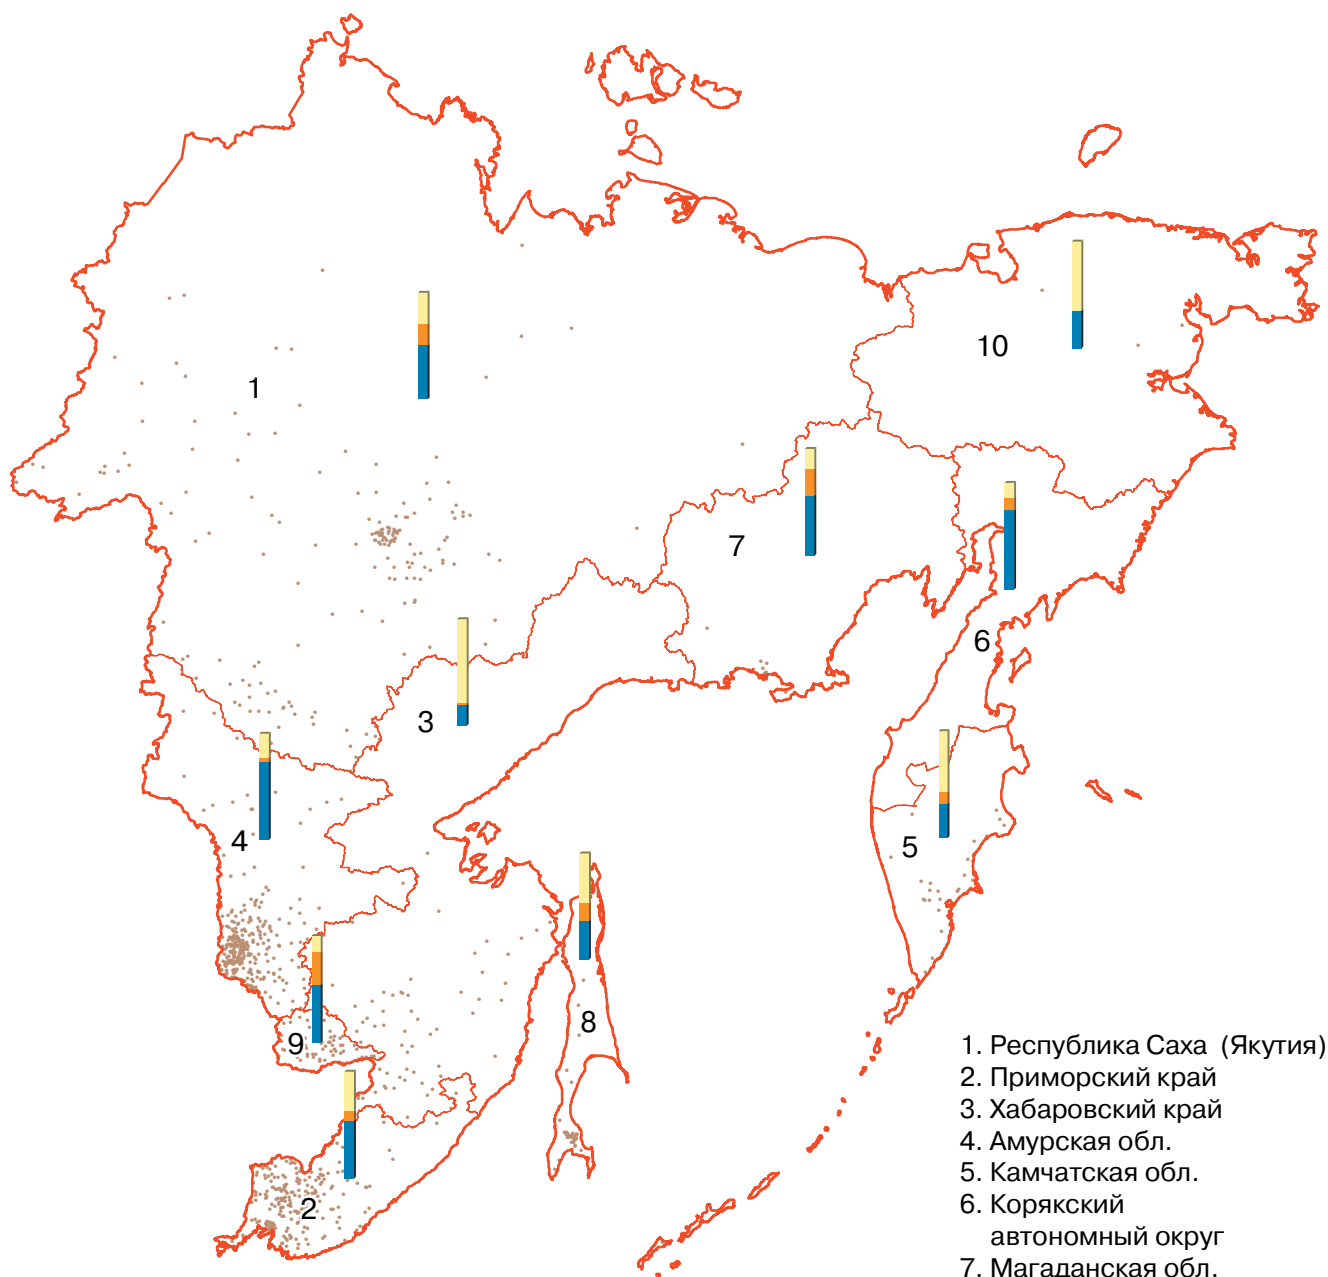 10
1
7
6
3
4
5
8
9
2
1. Республика Саха (Якутия)
2. Приморский край
3. Хабаровский край
4. Амурская обл.
5. Камчатская обл.
6. Корякский
автономный округ
7. Магаданская обл.